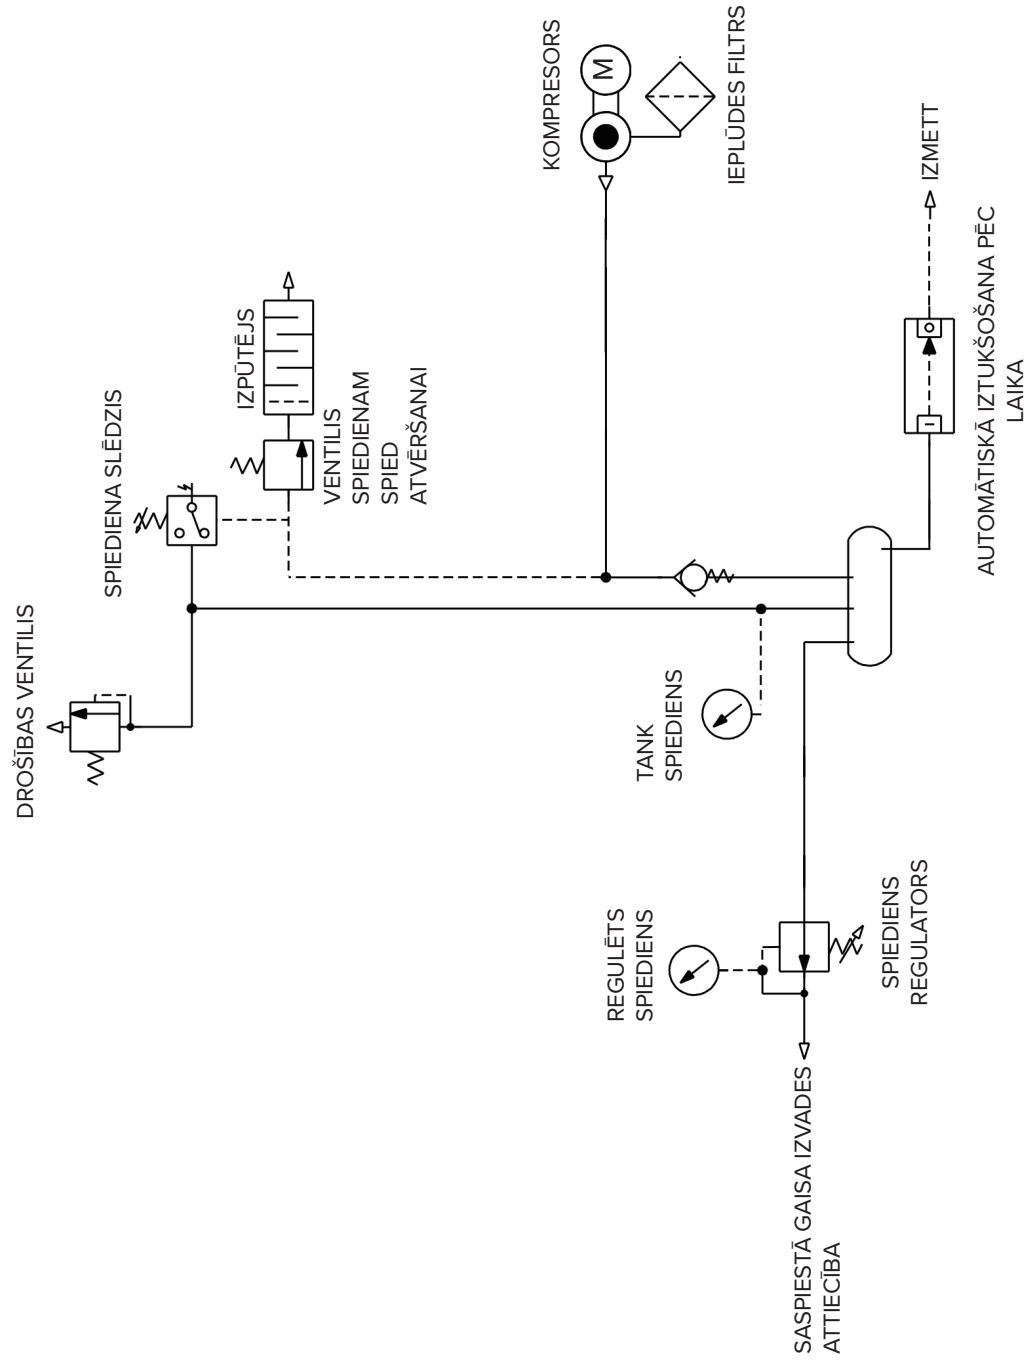 DROŠĪBAS VENTILIS
SPIEDIENA SLĒDZIS
IZPŪTĒJS
VENTILIS
SPIEDIENAM
SPIED
ATVĒRŠANAI
KOMPRESORS
M
IEPLŪDES FILTRS
IZMETT
AUTOMĀTISKĀ IZTUKŠOŠANA PĒC
LAIKA
TANK
SPIEDIENS
REGULĒTS
SPIEDIENS
SPIEDIENS
REGULATORS
SASPIESTĀ GAISA IZVADES
ATTIECĪBA